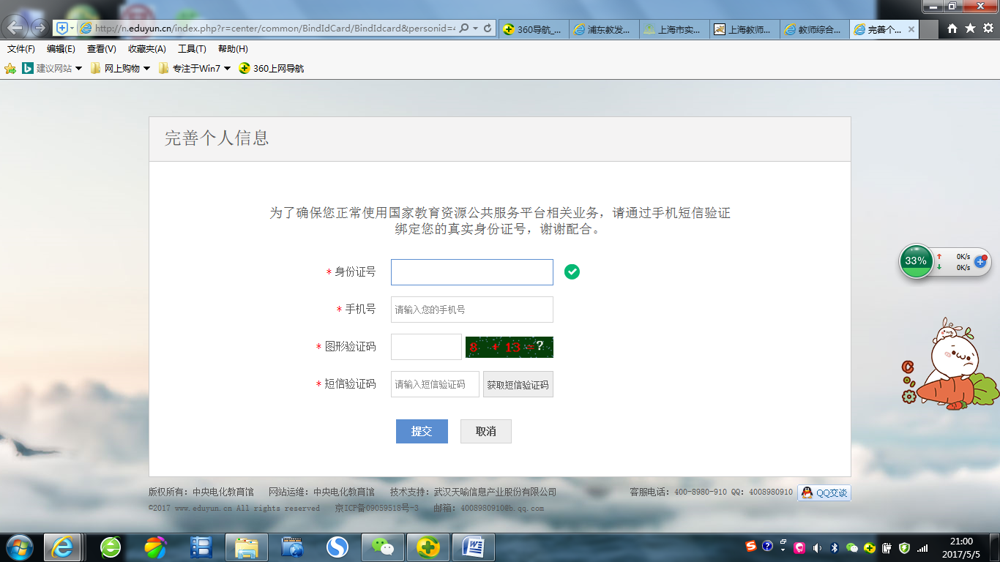 http://n.eduyun.cn/index.php?r=center/common/BindIdCard/BindIdcard&personid=4
360导航_...
浦东教发...
上海市实...
上海教师...
教师综合...
完善个...
文件(F) 编辑(E) 查看(V) 收藏夹(A) 工具(T) 帮助(H)
建议网站 网上购物 专注于Win7 360上网导航
完善个人信息
为了确保您正常使用国家教育资源公共服务平台相关业务，请通过手机短信验证
绑定您的真实身份证号，谢谢配合。
* 身份证号
* 手机号 请输入您的手机号
* 图形验证码 8 + 13 =?
* 短信验证码 请输入短信验证码 获取短信验证码
提交 取消
33% 0K/s
0K/s
版权所有：中央电化教育馆 网站运维：中央电化教育馆 技术支持：武汉天喻信息产业股份有限公司 客服电话：400-8980-910 QQ：4008980910 QQ交谈
©2017 www.eduyun.cn All rights reserved 京ICP备09059518号-3 邮箱：4008980910@b.qq.com
21:00
2017/5/5